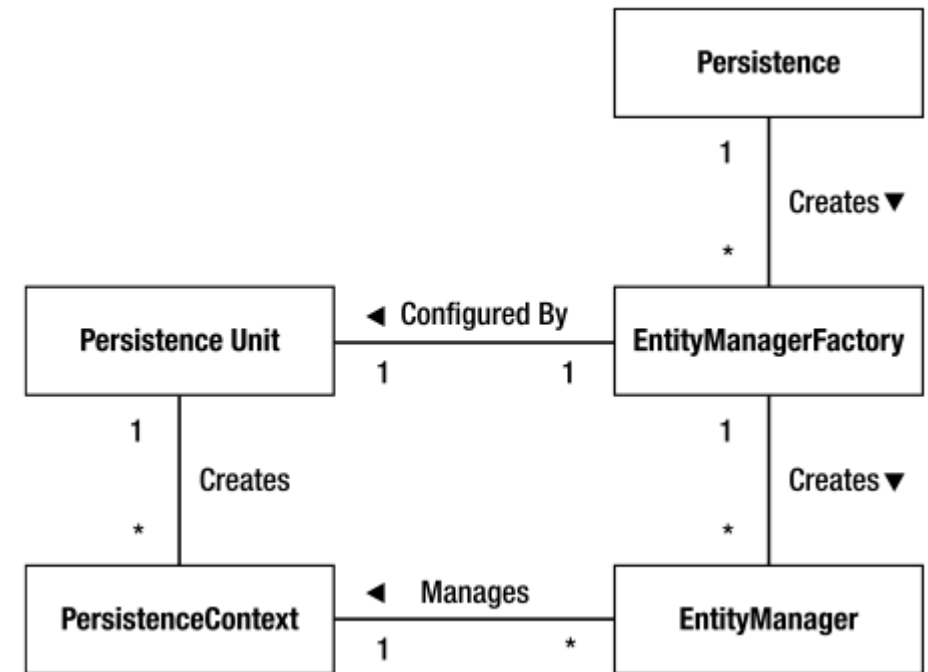 Persistence
1
Creates ▼
*
◄ Configured By
Persistence Unit
EntityManagerFactory
1 1
1 1
Creates Creates ▼
* *
◄ Manages
PersistenceContext
EntityManager
1 *